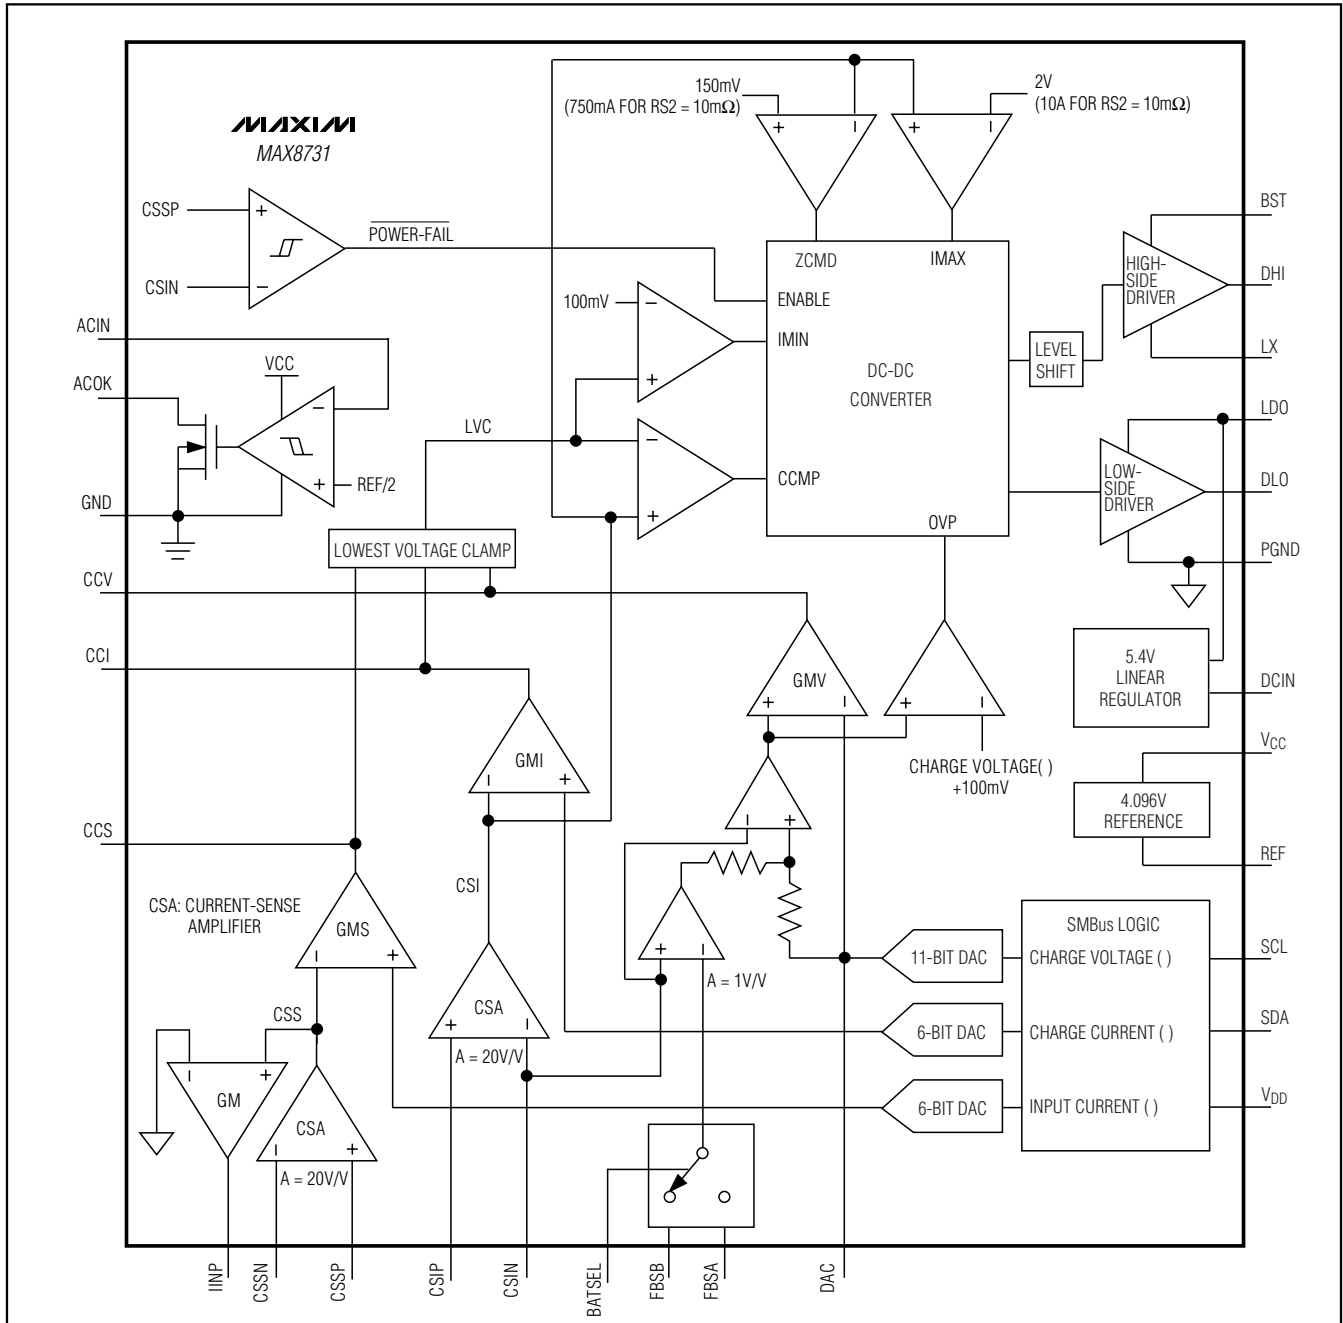 150mV
(750mA FOR RS2 = 10mΩ)
2V
(10A FOR RS2 = 10mΩ)
MAXIM
MAX8731
CSSP
+
POWER-FAIL
CSIN
−
+
−
+
−
ZCMD
IMAX
ENABLE
IMIN
DC-DC
CONVERTER
CCMP
OVP
100mV
−
+
LVC
−
+
LEVEL
SHIFT
HIGH-
SIDE
DRIVER
BST
DHI
LX
LDO
LOW-
SIDE
DRIVER
DLO
PGND
ACIN
ACOK
VCC
−
+
REF/2
GND
LOWEST VOLTAGE CLAMP
CCV
CCI
CCS
GMV
+
−
+
−
CHARGE VOLTAGE( )
+100mV
5.4V
LINEAR
REGULATOR
DCIN
VCC
4.096V
REFERENCE
REF
GMI
−
+
−
+
CSI
CSA: CURRENT-SENSE
AMPLIFIER
GMS
−
+
+
−
A = 1V/V
11-BIT DAC
6-BIT DAC
6-BIT DAC
SMBus LOGIC
CHARGE VOLTAGE ( )
CHARGE CURRENT ( )
INPUT CURRENT ( )
SCL
SDA
VDD
CSS
CSA
+
−
A = 20V/V
−
+
GM
CSA
−
+
A = 20V/V
IINP
CSSN
CSSP
CSIP
CSIN
BATSEL
FBSB
FBSA
DAC